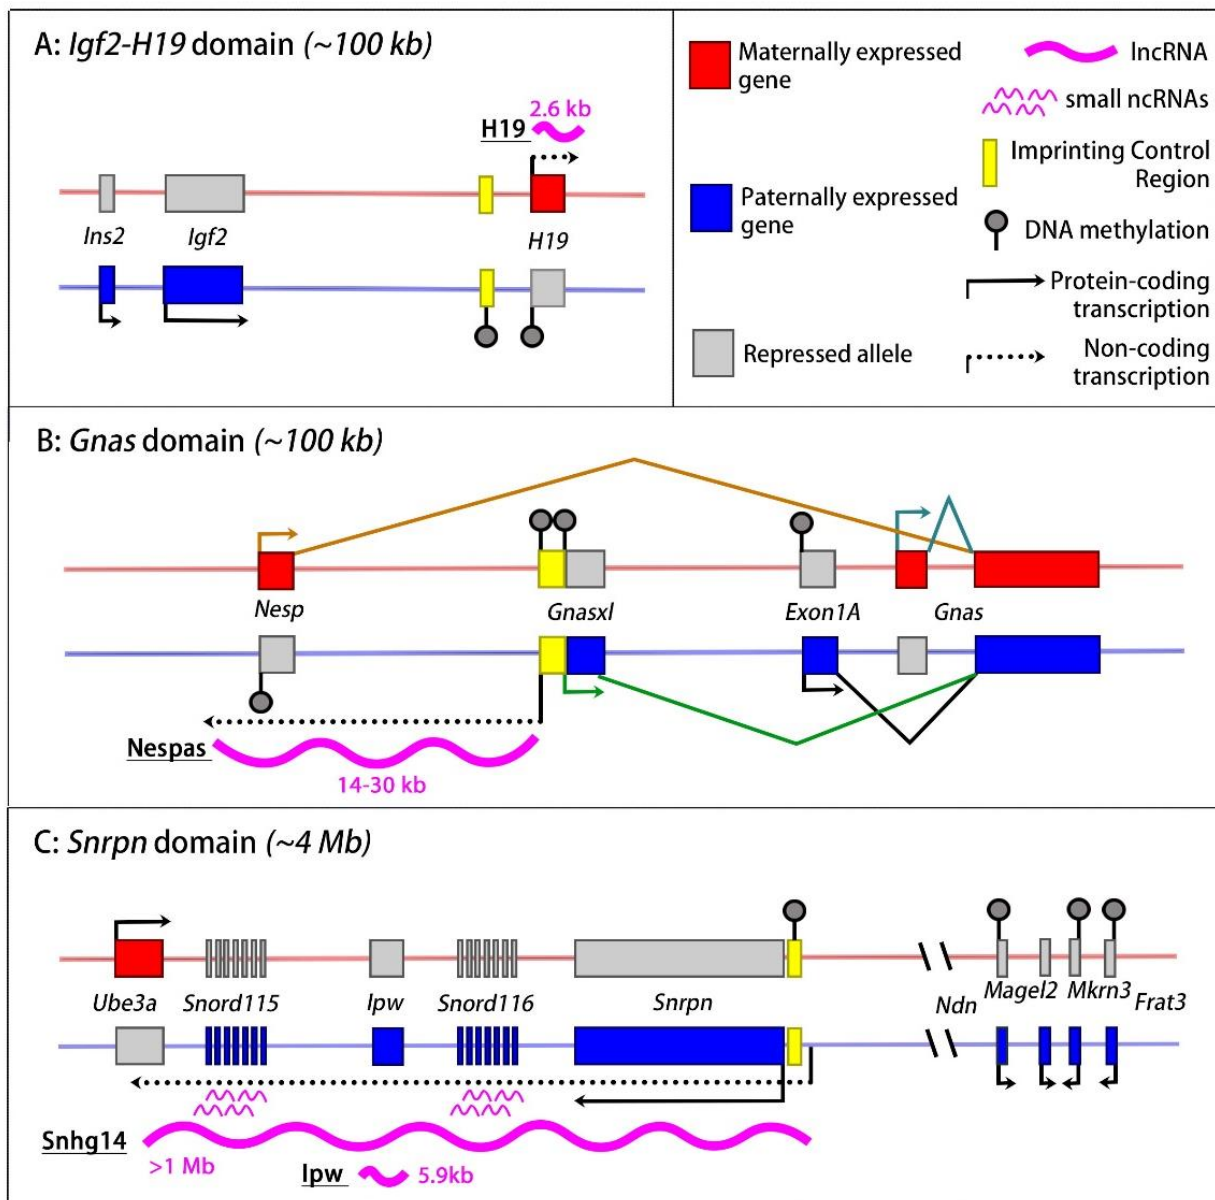 A: Igf2-H19 domain (~100 kb)
2.6 kb
H19
Ins2
Igf2
H19
Maternally expressed
gene
Paternally expressed
gene
Repressed allele
lncRNA
small ncRNAs
Imprinting Control
Region
DNA methylation
Protein-coding
transcription
Non-coding
transcription
B: Gnas domain (~100 kb)
Nesp
Gnasxl
Exon1A
Gnas
Nespas
14-30 kb
C: Snrpn domain (~4 Mb)
Ube3a
Snord115
Ipw
Snord116
Snrpn
Ndn
Magel2
Mkrn3
Frat3
Snhg14
>1 Mb
Ipw
5.9kb